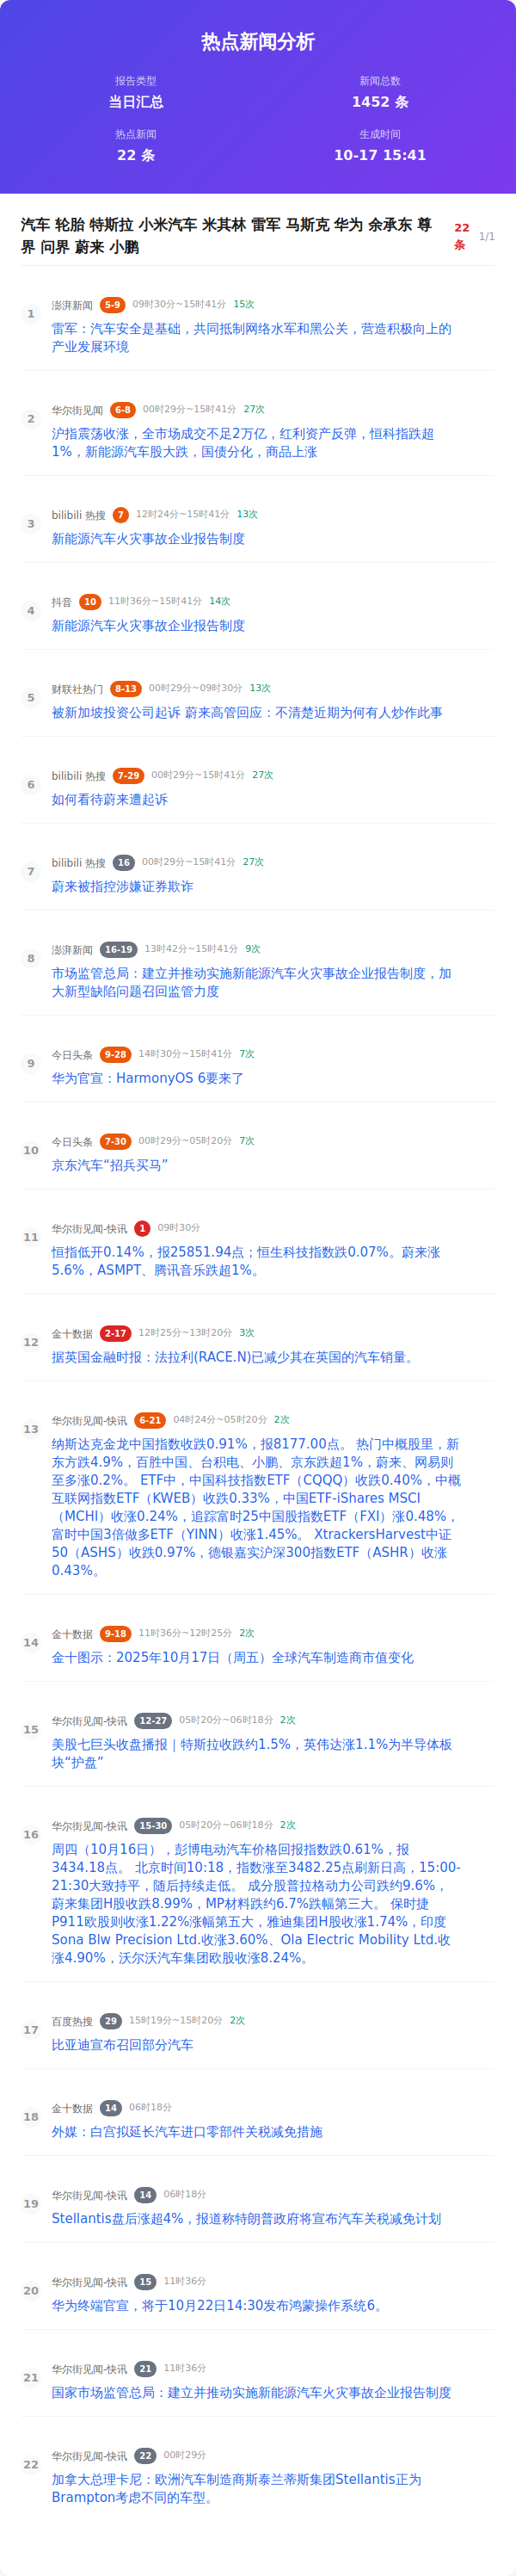 热点新闻分析
报告类型
当日汇总
新闻总数
1452 条
热点新闻
22 条
生成时间
10-17 15:41
汽车 轮胎 特斯拉 小米汽车 米其林 雷军 马斯克 华为 余承东 尊
界 问界 蔚来 小鹏
22
条
1/1
1
澎湃新闻 5-9 09时30分~15时41分 15次
雷军：汽车安全是基础，共同抵制网络水军和黑公关，营造积极向上的
产业发展环境
2
华尔街见闻 6-8 00时29分~15时41分 27次
沪指震荡收涨，全市场成交不足2万亿，红利资产反弹，恒科指跌超
1%，新能源汽车股大跌，国债分化，商品上涨
3
bilibili 热搜 7 12时24分~15时41分 13次
新能源汽车火灾事故企业报告制度
4
抖音 10 11时36分~15时41分 14次
新能源汽车火灾事故企业报告制度
5
财联社热门 8-13 00时29分~09时30分 13次
被新加坡投资公司起诉 蔚来高管回应：不清楚近期为何有人炒作此事
6
bilibili 热搜 7-29 00时29分~15时41分 27次
如何看待蔚来遭起诉
7
bilibili 热搜 16 00时29分~15时41分 27次
蔚来被指控涉嫌证券欺诈
8
澎湃新闻 16-19 13时42分~15时41分 9次
市场监管总局：建立并推动实施新能源汽车火灾事故企业报告制度，加
大新型缺陷问题召回监管力度
9
今日头条 9-28 14时30分~15时41分 7次
华为官宣：HarmonyOS 6要来了
10
今日头条 7-30 00时29分~05时20分 7次
京东汽车“招兵买马”
11
华尔街见闻-快讯 1 09时30分
恒指低开0.14%，报25851.94点；恒生科技指数跌0.07%。蔚来涨
5.6%，ASMPT、腾讯音乐跌超1%。
12
金十数据 2-17 12时25分~13时20分 3次
据英国金融时报：法拉利(RACE.N)已减少其在英国的汽车销量。
13
华尔街见闻-快讯 6-21 04时24分~05时20分 2次
纳斯达克金龙中国指数收跌0.91%，报8177.00点。 热门中概股里，新
东方跌4.9%，百胜中国、台积电、小鹏、京东跌超1%，蔚来、网易则
至多涨0.2%。 ETF中，中国科技指数ETF（CQQQ）收跌0.40%，中概
互联网指数ETF（KWEB）收跌0.33%，中国ETF-iShares MSCI
（MCHI）收涨0.24%，追踪富时25中国股指数ETF（FXI）涨0.48%，
富时中国3倍做多ETF（YINN）收涨1.45%。 XtrackersHarvest中证
50（ASHS）收跌0.97%，德银嘉实沪深300指数ETF（ASHR）收涨
0.43%。
14
金十数据 9-18 11时36分~12时25分 2次
金十图示：2025年10月17日（周五）全球汽车制造商市值变化
15
华尔街见闻-快讯 12-27 05时20分~06时18分 2次
美股七巨头收盘播报｜特斯拉收跌约1.5%，英伟达涨1.1%为半导体板
块“护盘”
16
华尔街见闻-快讯 15-30 05时20分~06时18分 2次
周四（10月16日），彭博电动汽车价格回报指数跌0.61%，报
3434.18点。 北京时间10:18，指数涨至3482.25点刷新日高，15:00-
21:30大致持平，随后持续走低。 成分股普拉格动力公司跌约9.6%，
蔚来集团H股收跌8.99%，MP材料跌约6.7%跌幅第三大。 保时捷
P911欧股则收涨1.22%涨幅第五大，雅迪集团H股收涨1.74%，印度
Sona Blw Precision Ltd.收涨3.60%、Ola Electric Mobility Ltd.收
涨4.90%，沃尔沃汽车集团欧股收涨8.24%。
17
百度热搜 29 15时19分~15时20分 2次
比亚迪宣布召回部分汽车
18
金十数据 14 06时18分
外媒：白宫拟延长汽车进口零部件关税减免措施
19
华尔街见闻-快讯 14 06时18分
Stellantis盘后涨超4%，报道称特朗普政府将宣布汽车关税减免计划
20
华尔街见闻-快讯 15 11时36分
华为终端官宣，将于10月22日14:30发布鸿蒙操作系统6。
21
华尔街见闻-快讯 21 11时36分
国家市场监管总局：建立并推动实施新能源汽车火灾事故企业报告制度
22
华尔街见闻-快讯 22 00时29分
加拿大总理卡尼：欧洲汽车制造商斯泰兰蒂斯集团Stellantis正为
Brampton考虑不同的车型。